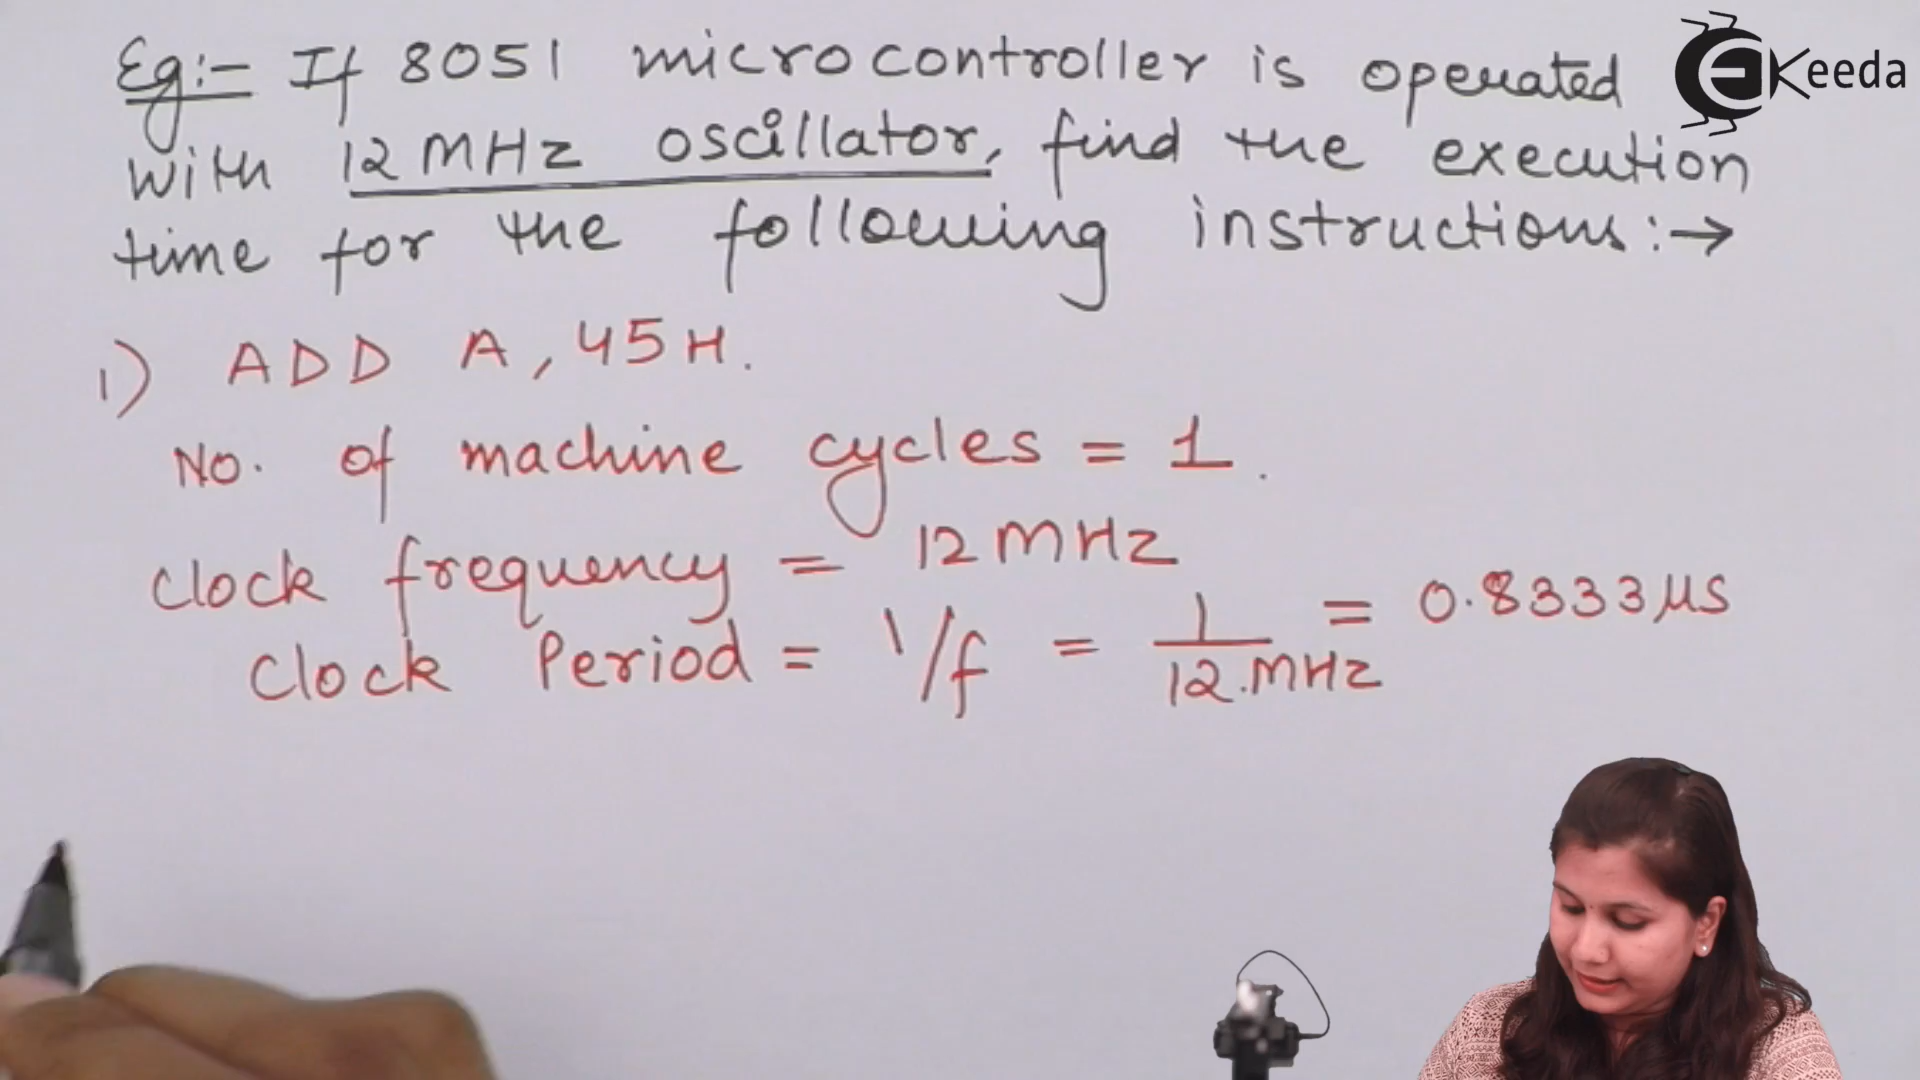 Eg:- If 8051 microcontroller is operated
with 12 MHz oscillator, find the execution
time for the following instructions:→
1) ADD A, 45H.
No. of machine cycles = 1.
Clock frequency = 12 MHz
Clock Period = 1/f = 1/12.MHz = 0.8333 μs
EKeeda